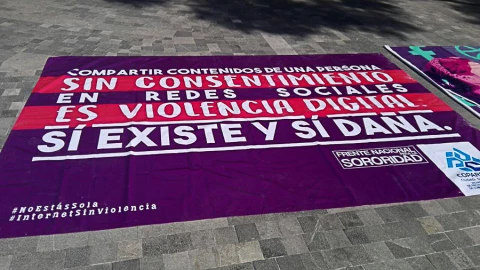 COMPARTIR CONTENIDOS DE UNA PERSONA
SIN CONSENTIMIENTO
EN REDES SOCIALES
ES VIOLENCIA DIGITAL:
SÍ EXISTE Y SÍ DAÑA.
FRENTE NACIONAL
SORORIDAD
#NoEstásSola
#InternetSinViolencia